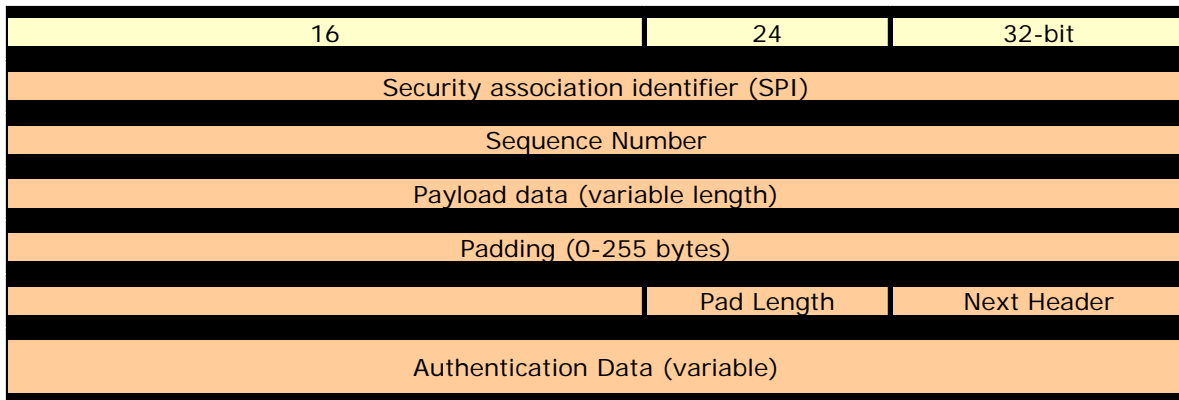 16 24 32-bit
Security association identifier (SPI)
Sequence Number
Payload data (variable length)
Padding (0-255 bytes)
Pad Length Next Header
Authentication Data (variable)